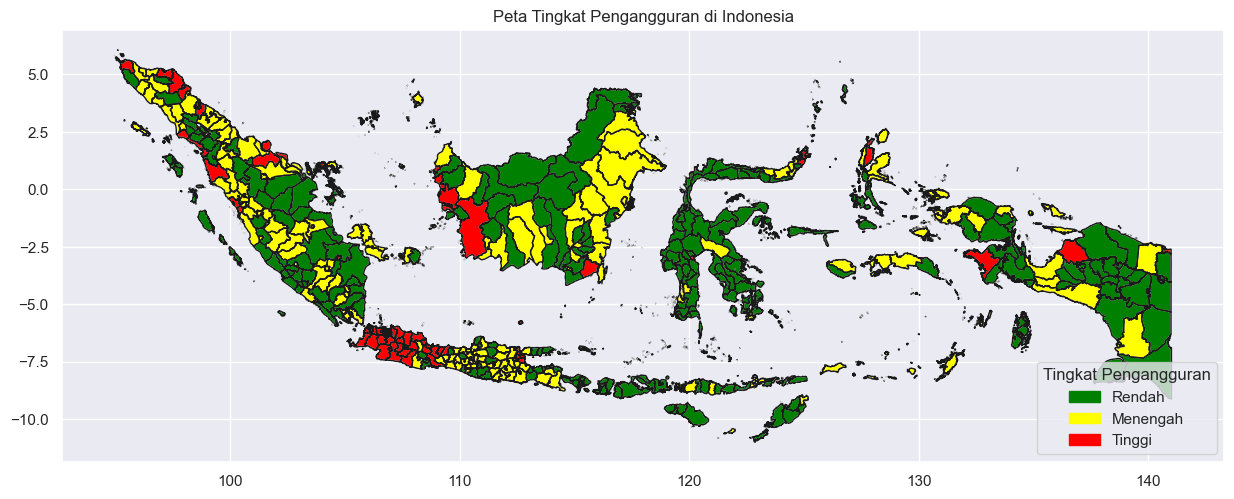 Peta Tingkat Pengangguran di Indonesia
5.0
2.5
0.0
−2.5
−5.0
−7.5
−10.0
100
110
120
130
140
Tingkat Pengangguran
Rendah
Menengah
Tinggi